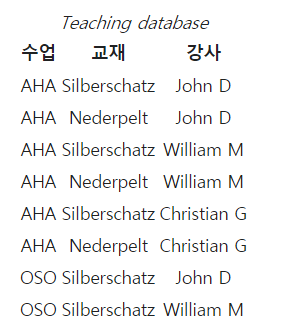 Teaching database
수업 교재 강사
AHA Silberschatz John D
AHA Nederpelt John D
AHA Silberschatz William M
AHA Nederpelt William M
AHA Silberschatz Christian G
AHA Nederpelt Christian G
OSO Silberschatz John D
OSO Silberschatz William M